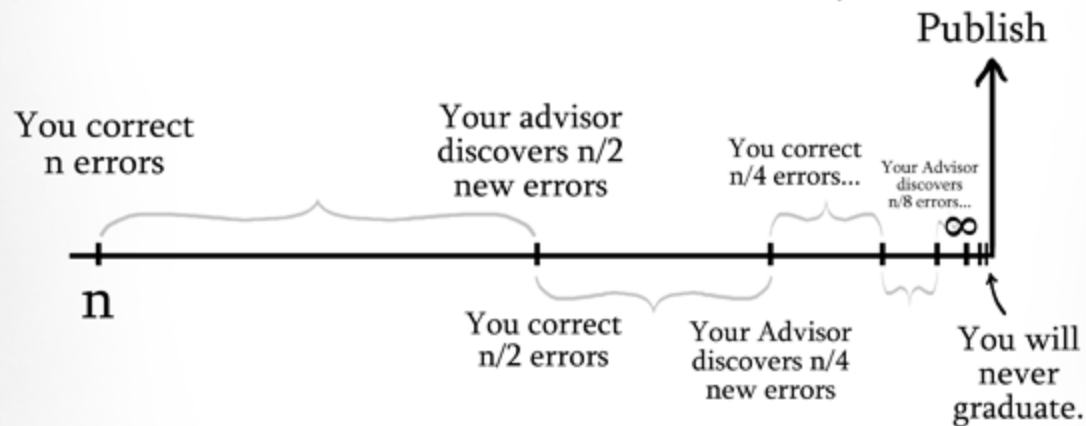 Publish
You correct
n errors
Your advisor
discovers n/2
new errors
You correct
n/4 errors...
Your Advisor
discovers
n/8 errors...
∞
n
You correct
n/2 errors
Your Advisor
discovers n/4
new errors
You will
never
graduate.